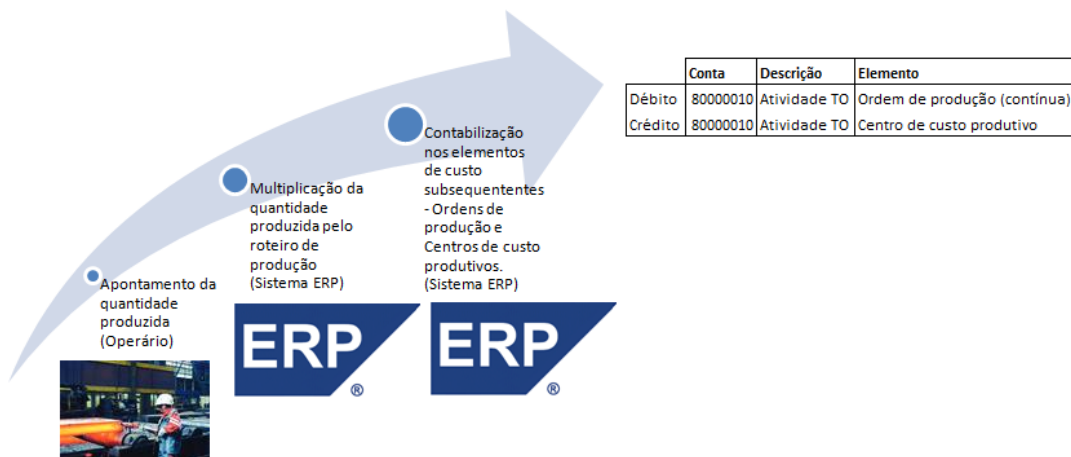 Apontamento da
quantidade
produzida
(Operário)
Multiplicação da
quantidade
produzida pelo
roteiro de
produção
(Sistema ERP)
Contabilização
nos elementos
de custo
subsequententes
- Ordens de
produção e
Centros de custo
produtivos.
(Sistema ERP)
ERP
®
ERP
®
Conta Descrição Elemento
Débito 80000010 Atividade TO Ordem de produção (contínua)
Crédito 80000010 Atividade TO Centro de custo produtivo